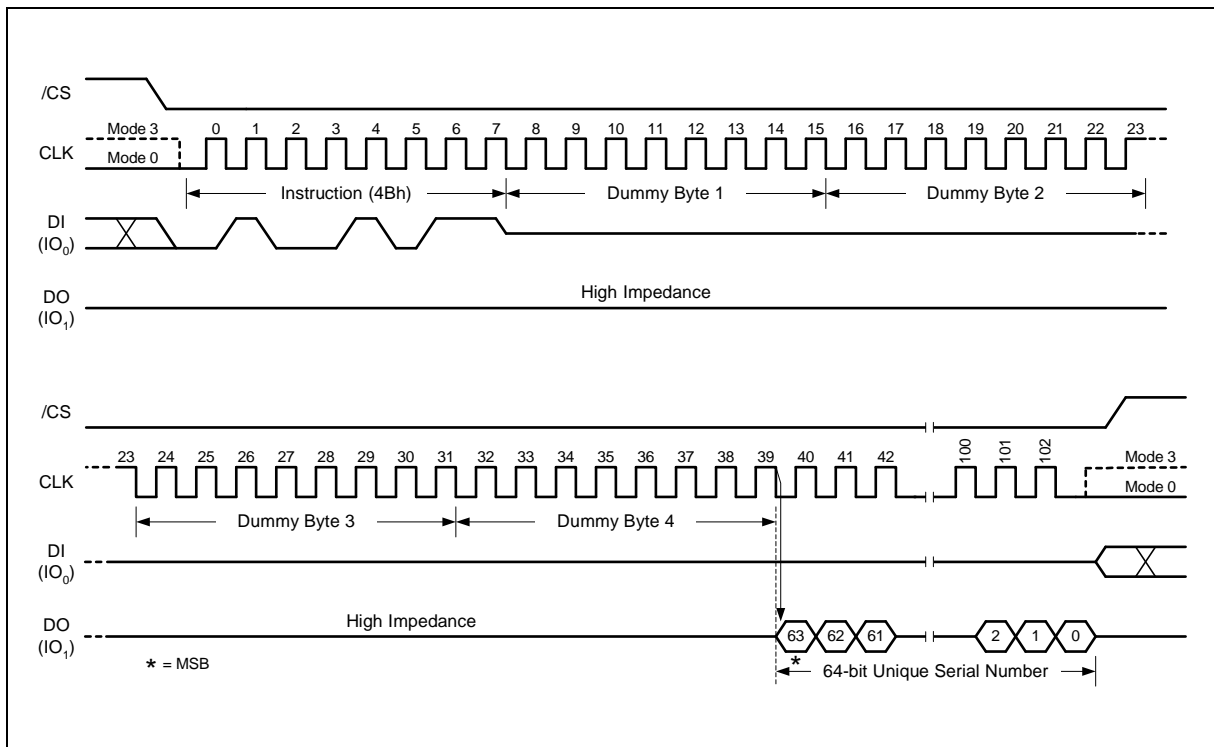 /CS
Mode 3 0 1 2 3 4 5 6 7 8 9 10 11 12 13 14 15 16 17 18 19 20 21 22 23
CLK
Mode 0
Instruction (4Bh) Dummy Byte 1 Dummy Byte 2
DI
(IO0)
High Impedance
DO
(IO1)
/CS
23 24 25 26 27 28 29 30 31 32 33 34 35 36 37 38 39 40 41 42 100 101 102 Mode 3
CLK
Mode 0
Dummy Byte 3 Dummy Byte 4
DI
(IO0)
High Impedance
DO
(IO1)
63 62 61 2 1 0
* = MSB * 64-bit Unique Serial Number